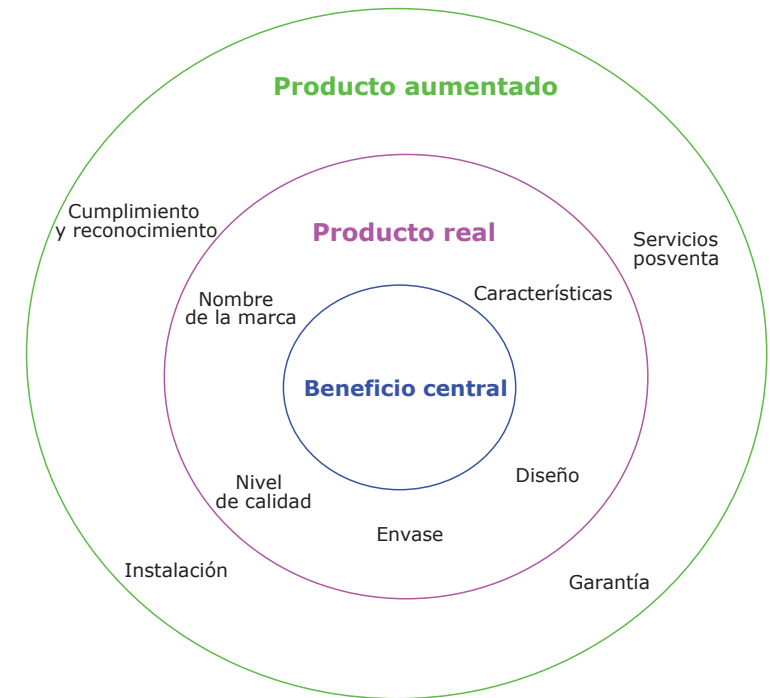 Producto aumentado
Cumplimiento
y reconocimiento
Producto real
Servicios
posventa
Nombre
de la marca
Características
Beneficio central
Nivel
de calidad
Diseño
Envase
Instalación
Garantía